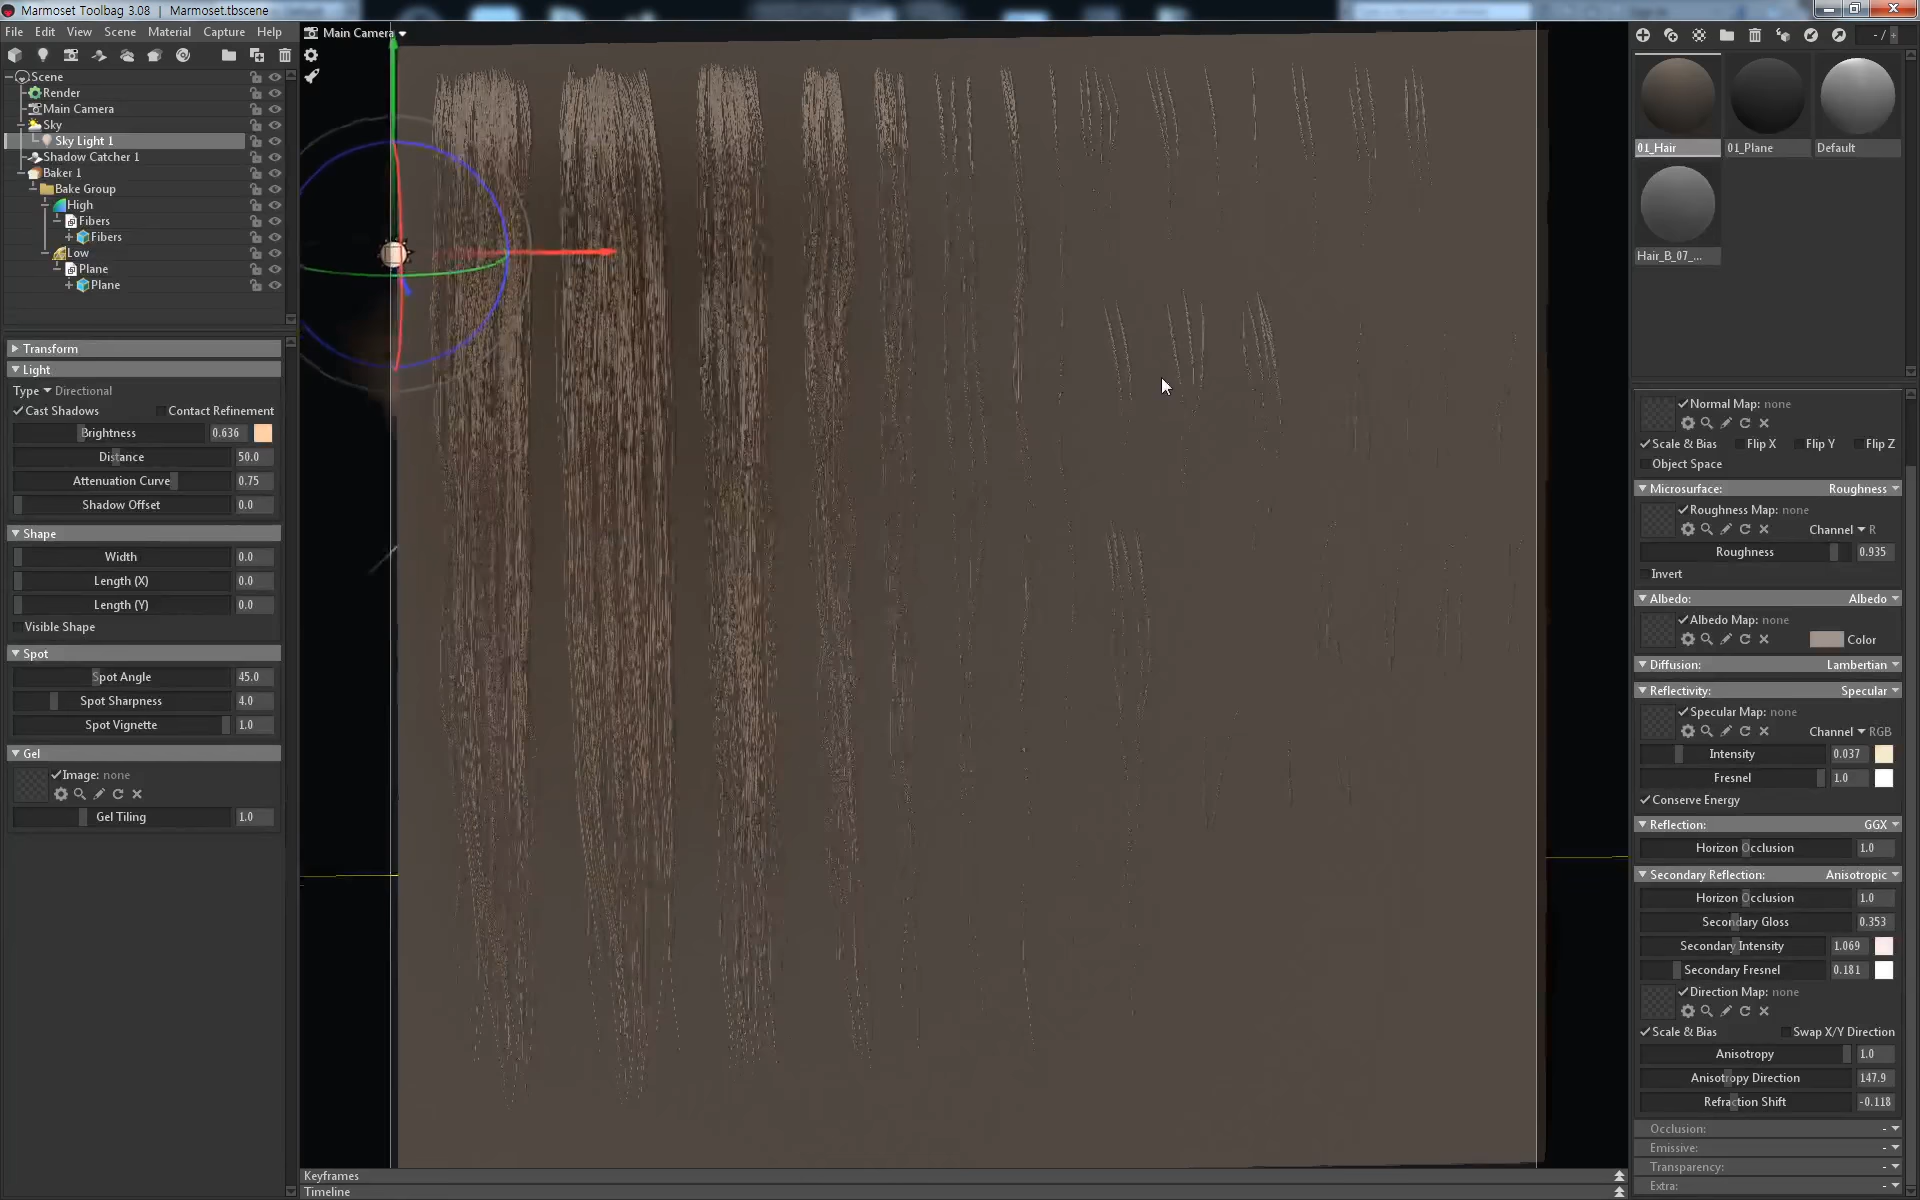 Marmoset Toolbag 3.08 | Marmoset.tbscene
File Edit View Scene Material Capture Help
Main Camera
- / +
Scene
Render
Main Camera
Sky
Sky Light 1
Shadow Catcher 1
Baker 1
Bake Group
High
Fibers
Fibers
Low
Plane
Plane
Transform
Light
Type Directional
Cast Shadows Contact Refinement
Brightness 0.636
Distance 50.0
Attenuation Curve 0.75
Shadow Offset 0.0
Shape
Width 0.0
Length (X) 0.0
Length (Y) 0.0
Visible Shape
Spot
Spot Angle 45.0
Spot Sharpness 4.0
Spot Vignette 1.0
Gel
Image: none
Gel Tiling 1.0
Keyframes
Timeline
01_Hair 01_Plane Default
Hair_B_07_...
Normal Map: none
Scale & Bias Flip X Flip Y Flip Z
Object Space
Microsurface: Roughness
Roughness Map: none
Channel R
Roughness 0.935
Invert
Albedo: Albedo
Albedo Map: none
Color
Diffusion: Lambertian
Reflectivity: Specular
Specular Map: none
Channel RGB
Intensity 0.037
Fresnel 1.0
Conserve Energy
Reflection: GGX
Horizon Occlusion 1.0
Secondary Reflection: Anisotropic
Horizon Occlusion 1.0
Secondary Gloss 0.353
Secondary Intensity 1.069
Secondary Fresnel 0.181
Direction Map: none
Scale & Bias Swap X/Y Direction
Anisotropy 1.0
Anisotropy Direction 147.9
Refraction Shift -0.118
Occlusion: -
Emissive: -
Transparency: -
Extra: -